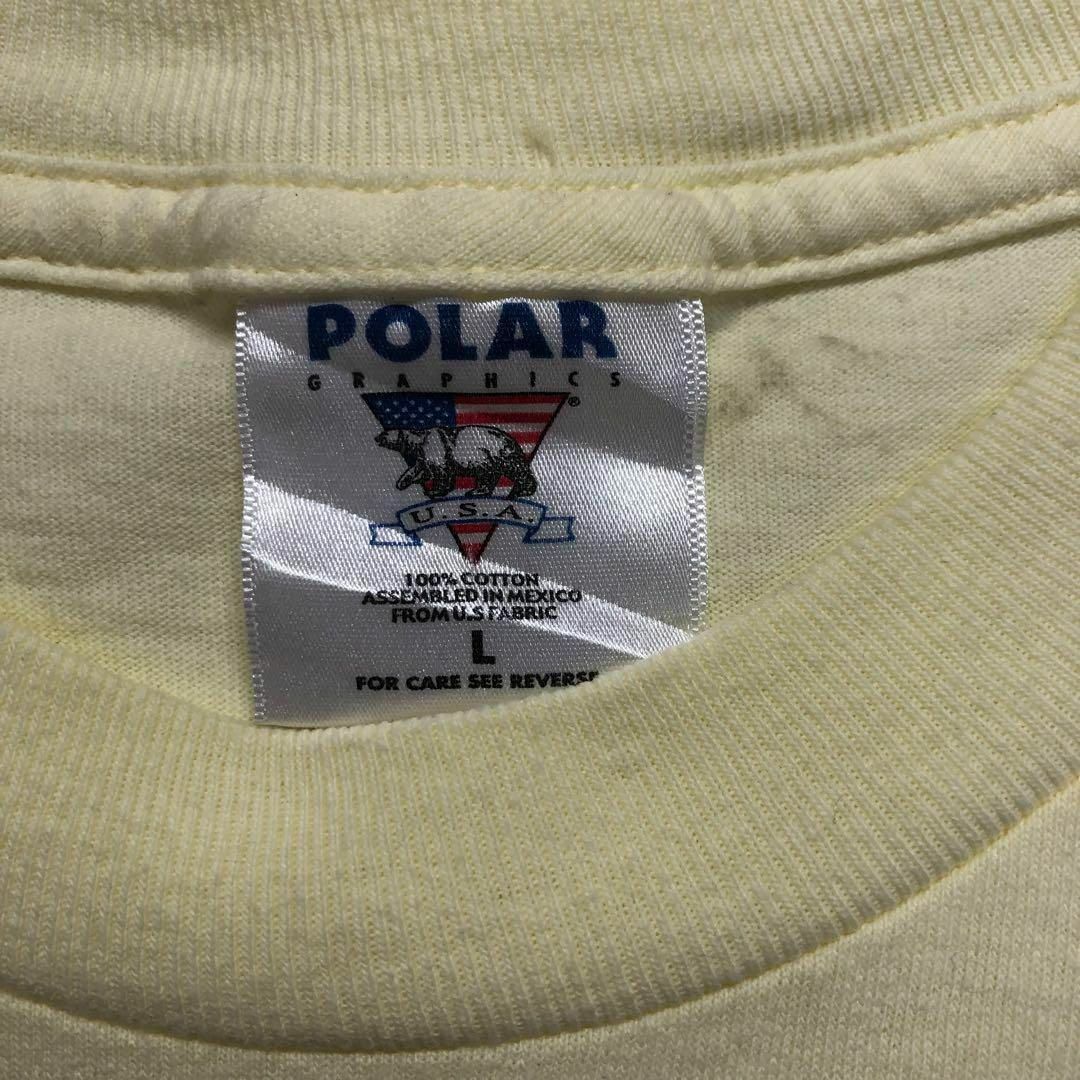 POLAR
GRAPHICS
®
U.S.A.
100% COTTON
ASSEMBLED IN MEXICO
FROM U.S FABRIC
L
FOR CARE SEE REVERSE